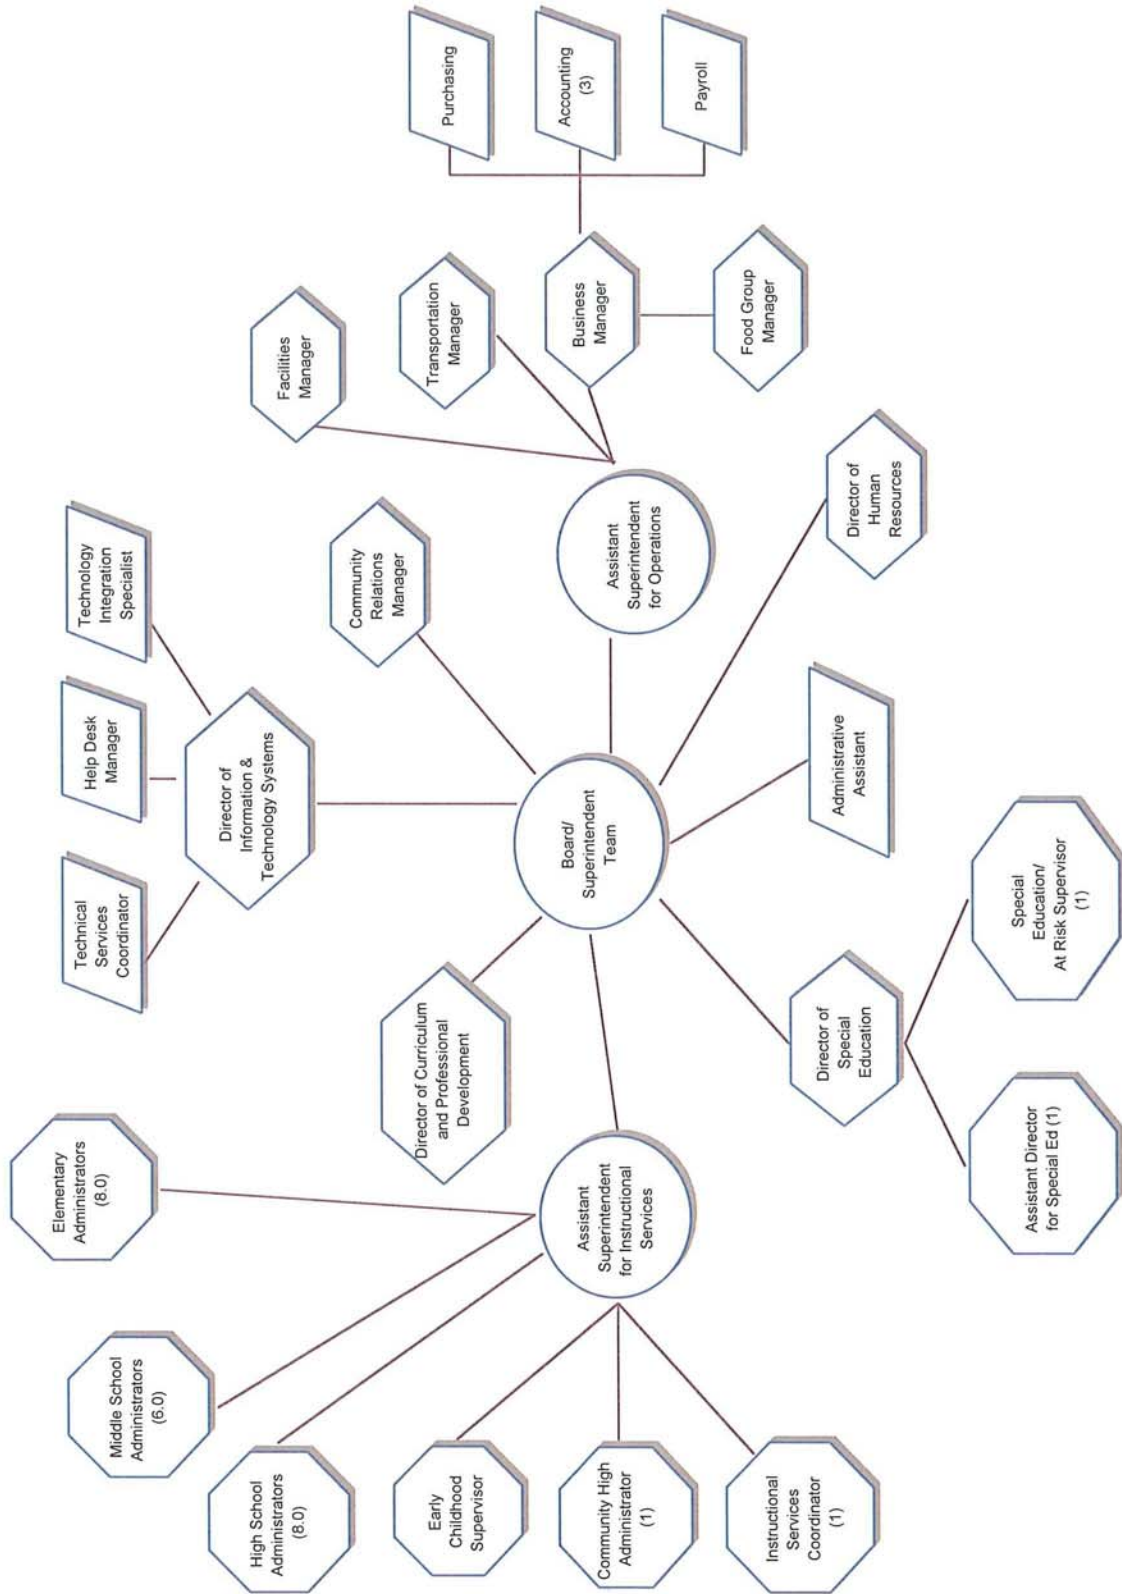 Elementary
Administrators
(8.0)
Middle School
Administrators
(6.0)
High School
Administrators
(8.0)
Early
Childhood
Supervisor
Community High
Administrator
(1)
Instructional
Services
Coordinator
(1)
Assistant
Superintendent
for Instructional
Services
Technical
Services
Coordinator
Help Desk
Manager
Technology
Integration
Specialist
Director of
Information &
Technology Systems
Director of Curriculum
and Professional
Development
Community
Relations
Manager
Board/
Superintendent
Team
Director of
Special
Education
Assistant Director
for Special Ed (1)
Special
Education/
At Risk Supervisor
(1)
Administrative
Assistant
Assistant
Superintendent
for Operations
Director of
Human
Resources
Facilities
Manager
Transportation
Manager
Business
Manager
Food Group
Manager
Purchasing
Accounting
(3)
Payroll